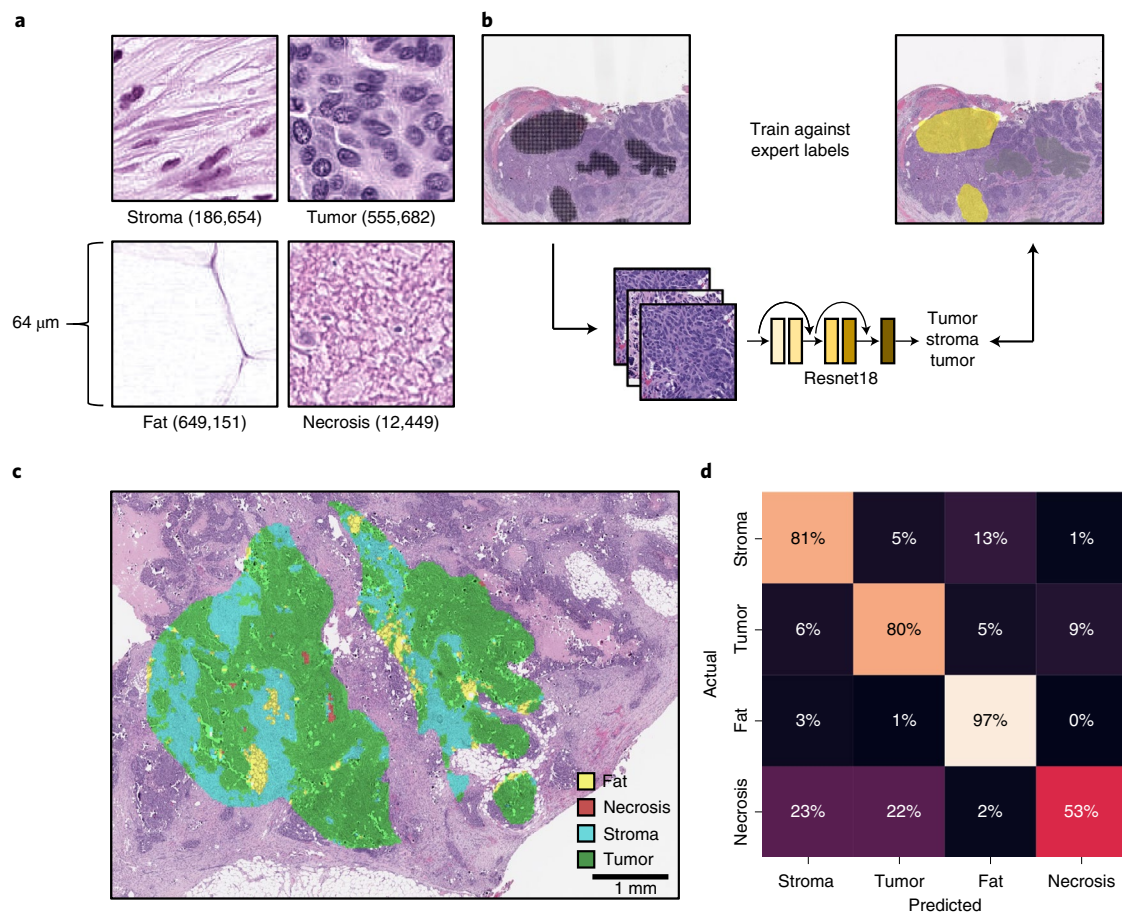 a
Stroma (186,654)
Tumor (555,682)
64 μm
Fat (649,151)
Necrosis (12,449)
b
Train against
expert labels
Resnet18
Tumor
stroma
tumor
c
Fat
Necrosis
Stroma
Tumor
1 mm
d
Actual
Stroma
81%
5%
13%
1%
Tumor
6%
80%
5%
9%
Fat
3%
1%
97%
0%
Necrosis
23%
22%
2%
53%
Stroma
Tumor
Fat
Necrosis
Predicted